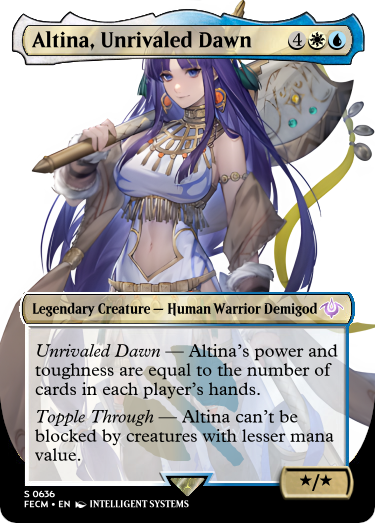 Altina, Unrivaled Dawn 4
Legendary Creature — Human Warrior Demigod
Unrivaled Dawn — Altina's power and
toughness are equal to the number of
cards in each player's hands.
Topple Through — Altina can't be
blocked by creatures with lesser mana
value.
*/*
S 0636
FECM • EN INTELLIGENT SYSTEMS